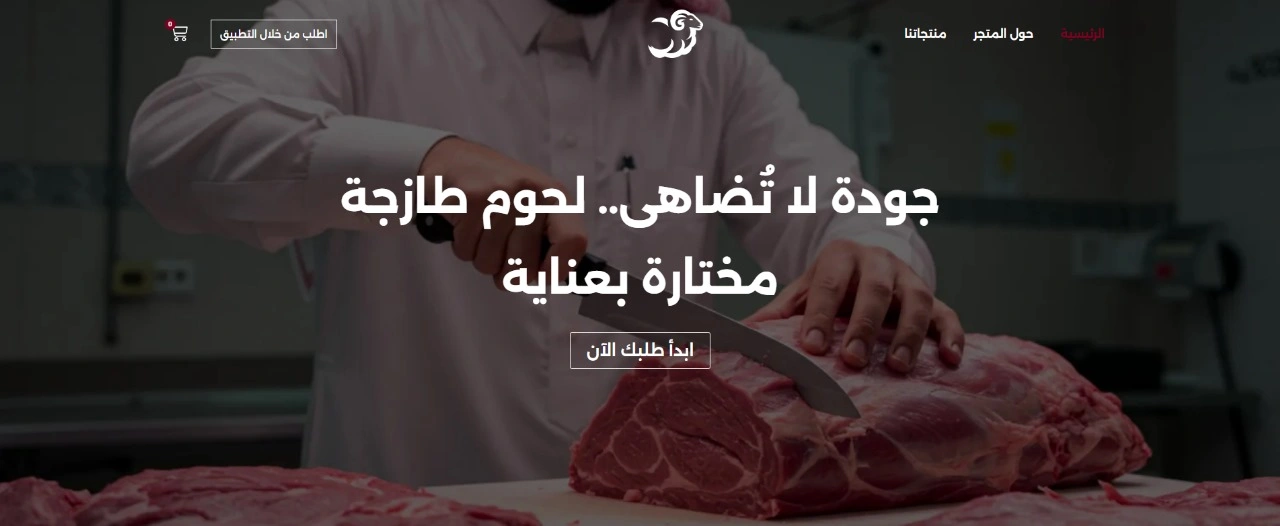 الرئيسية
حول المتجر
منتجاتنا
اطلب من خلال التطبيق
0
جودة لا تُضاهى.. لحوم طازجة
مختارة بعناية
ابدأ طلبك الآن